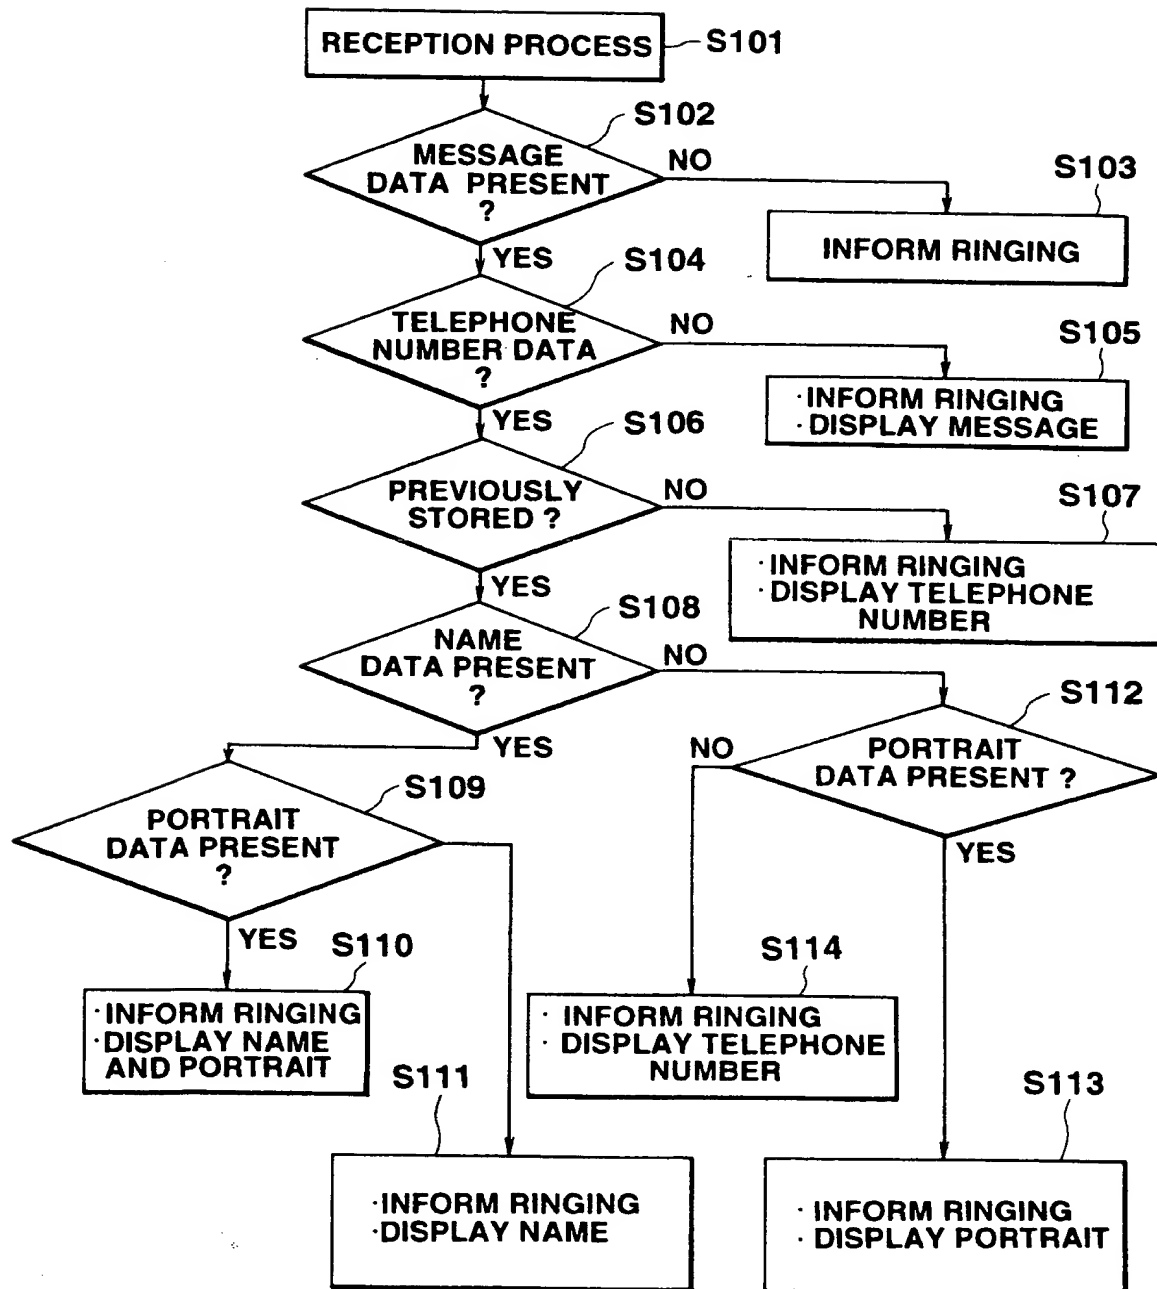 RECEPTION PROCESS
S101
S102
MESSAGE
DATA PRESENT
?
NO
S103
INFORM RINGING
YES
S104
TELEPHONE
NUMBER DATA
?
NO
S105
·INFORM RINGING
·DISPLAY MESSAGE
YES
S106
PREVIOUSLY
STORED ?
NO
S107
·INFORM RINGING
·DISPLAY TELEPHONE
NUMBER
YES
S108
NAME
DATA PRESENT
?
NO
S112
PORTRAIT
DATA PRESENT ?
NO
YES
YES
S109
PORTRAIT
DATA PRESENT
?
YES
S110
·INFORM RINGING
·DISPLAY NAME
AND PORTRAIT
S114
· INFORM RINGING
· DISPLAY TELEPHONE
NUMBER
S111
·INFORM RINGING
·DISPLAY NAME
S113
· INFORM RINGING
· DISPLAY PORTRAIT